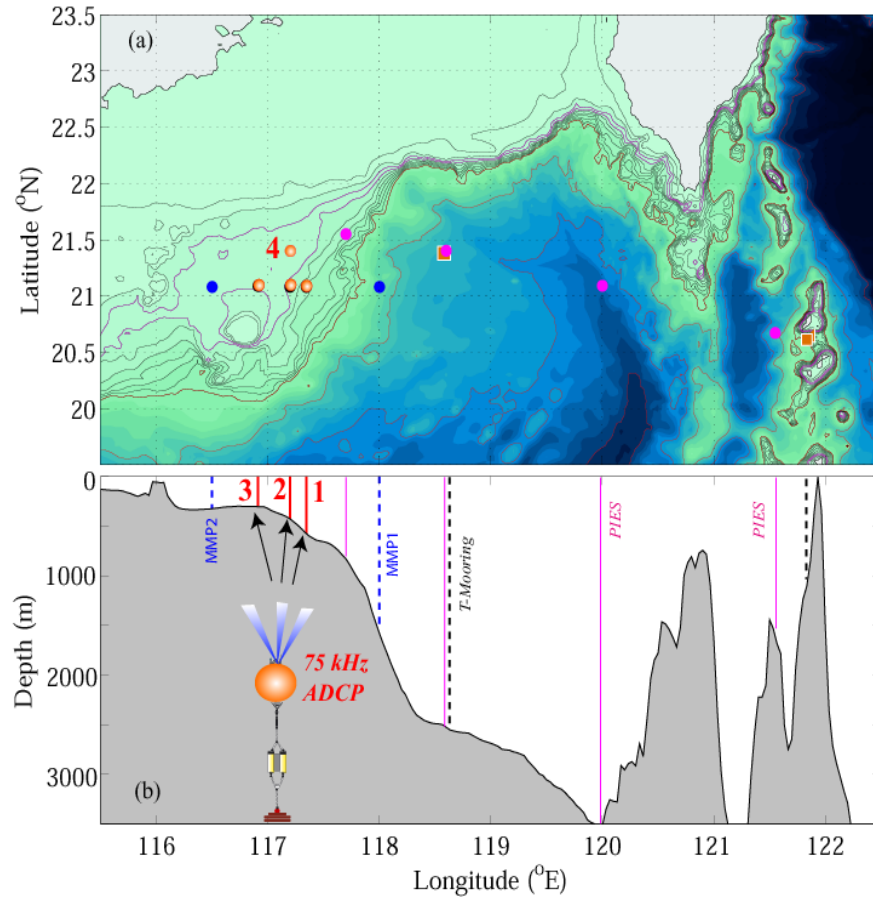 (a)
Latitude (°N)
23.5
23
22.5
22
21.5
21
20.5
20
4
(b)
Depth (m)
0
1000
2000
3000
3
2
1
MMP2
MMP1
T-Mooring
PIES
PIES
75 kHz
ADCP
116 117 118 119 120 121 122
Longitude (°E)